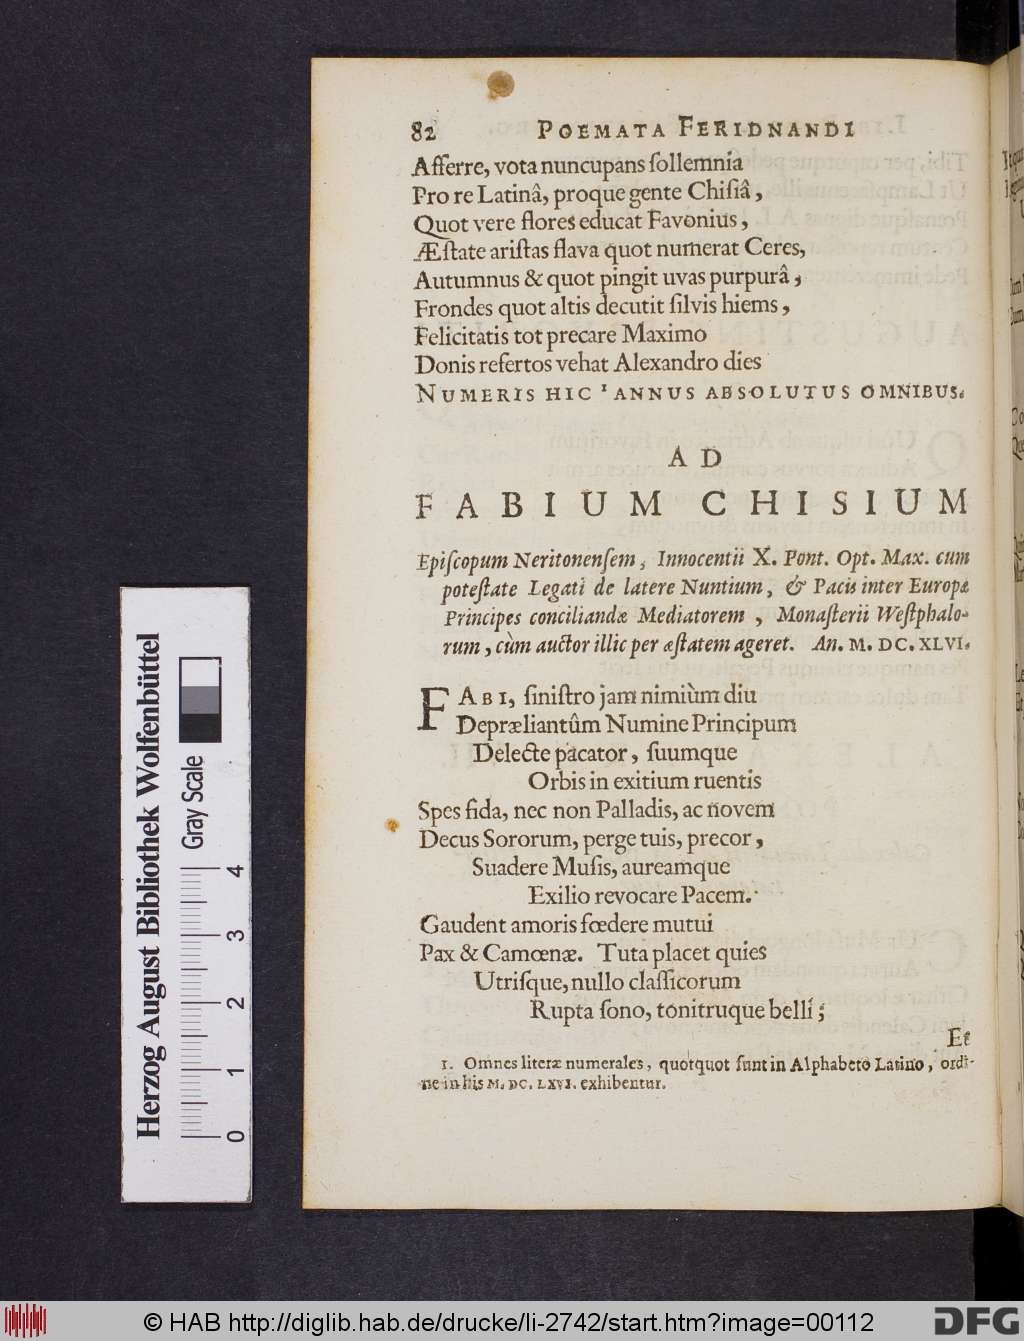 82 POEMATA FERIDNANDI
Afferre, vota nuncupans ſollemnia
Pro re Latinâ, proque gente Chiſiâ,
Quot vere flores educat Favonius,
Æſtate ariſtas flava quot numerat Ceres,
Autumnus & quot pingit uvas purpurâ,
Frondes quot altis decutit ſilvis hiems,
Felicitatis tot precare Maximo
Donis refertos vehat Alexandro dies
NUMERIS HIC ¹ ANNUS ABSOLUTUS OMNIBUS.
AD
FABIUM CHISIUM
Epiſcopum Neritonenſem, Innocentii X. Pont. Opt. Max. cum
poteſtate Legati de latere Nuntium, & Pacis inter Europæ
Principes conciliandæ Mediatorem, Monaſterii Weſtphalo-
rum, cùm auctor illic per æſtatem ageret. An. M. DC. XLVI.
FABI, ſiniſtro jam nimiùm diu
Depræliantûm Numine Principum
Delecte pacator, ſuumque
Orbis in exitium ruentis
Spes fida, nec non Palladis, ac novem
Decus Sororum, perge tuis, precor,
Suadere Muſis, aureamque
Exilio revocare Pacem.
Gaudent amoris fœdere mutui
Pax & Camœnæ. Tuta placet quies
Utriſque, nullo claſſicorum
Rupta ſono, tonitruque belli;
Et
1. Omnes literæ numerales, quotquot ſunt in Alphabeto Latino, ordi-
ne in his M. DC. LXVI. exhibentur.
Herzog August Bibliothek Wolfenbüttel
Gray Scale
0 1 2 3 4
© HAB http://diglib.hab.de/drucke/li-2742/start.htm?image=00112
DFG